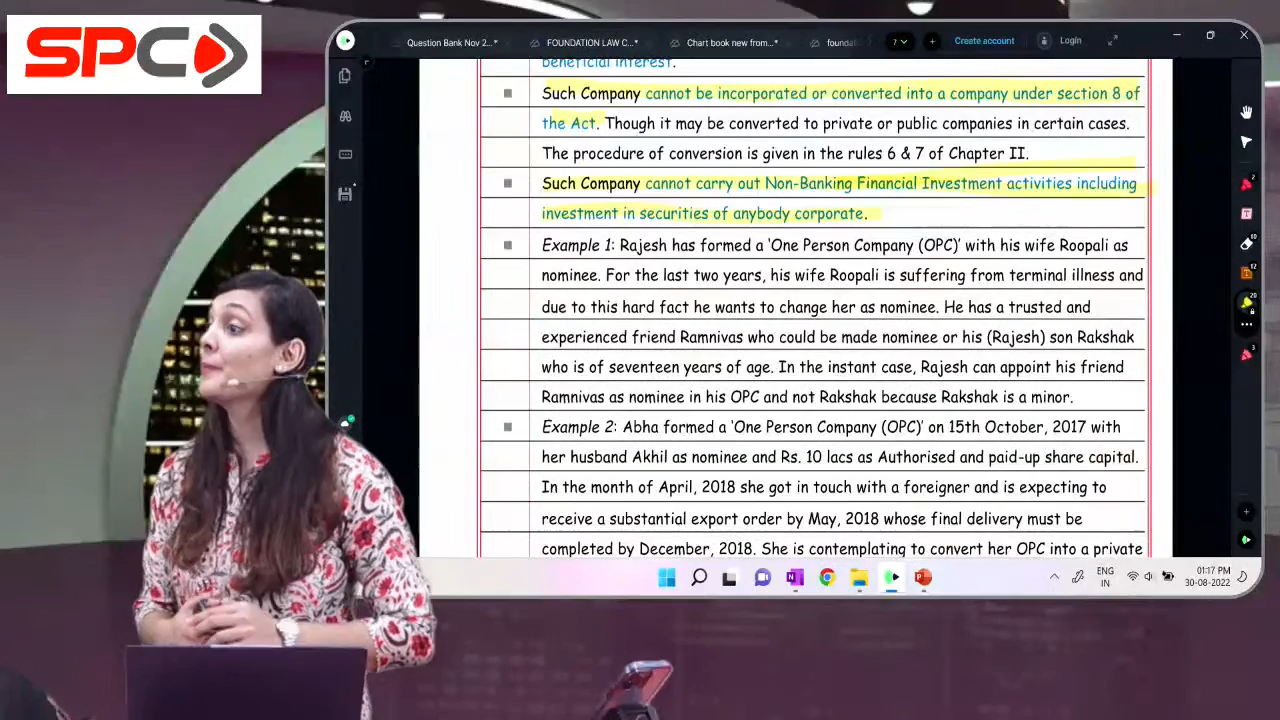 SPC
Question Bank Nov 2...*
FOUNDATION LAW C...*
Chart book new from...*
founda
7
Create account
Login
beneficial interest.
Such Company cannot be incorporated or converted into a company under section 8 of
the Act. Though it may be converted to private or public companies in certain cases.
The procedure of conversion is given in the rules 6 & 7 of Chapter II.
Such Company cannot carry out Non-Banking Financial Investment activities including
investment in securities of anybody corporate.
Example 1: Rajesh has formed a 'One Person Company (OPC)' with his wife Roopali as
nominee. For the last two years, his wife Roopali is suffering from terminal illness and
due to this hard fact he wants to change her as nominee. He has a trusted and
experienced friend Ramnivas who could be made nominee or his (Rajesh) son Rakshak
who is of seventeen years of age. In the instant case, Rajesh can appoint his friend
Ramnivas as nominee in his OPC and not Rakshak because Rakshak is a minor.
Example 2: Abha formed a 'One Person Company (OPC)' on 15th October, 2017 with
her husband Akhil as nominee and Rs. 10 lacs as Authorised and paid-up share capital.
In the month of April, 2018 she got in touch with a foreigner and is expecting to
receive a substantial export order by May, 2018 whose final delivery must be
completed by December, 2018. She is contemplating to convert her OPC into a private
ENG
IN
01:17 PM
30-08-2022